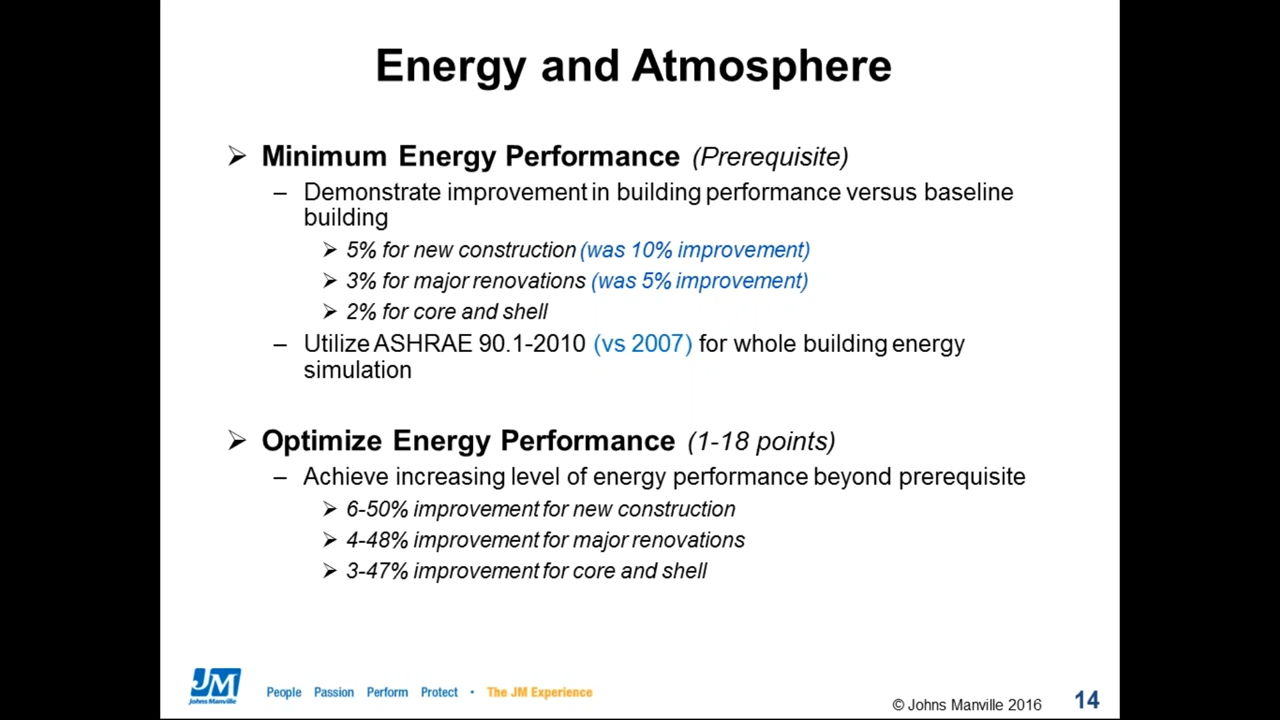 Energy and Atmosphere
Minimum Energy Performance (Prerequisite)
– Demonstrate improvement in building performance versus baseline
building
5% for new construction (was 10% improvement)
3% for major renovations (was 5% improvement)
2% for core and shell
– Utilize ASHRAE 90.1-2010 (vs 2007) for whole building energy
simulation
Optimize Energy Performance (1-18 points)
– Achieve increasing level of energy performance beyond prerequisite
6-50% improvement for new construction
4-48% improvement for major renovations
3-47% improvement for core and shell
JM
Johns Manville
People Passion Perform Protect • The JM Experience
© Johns Manville 2016
14